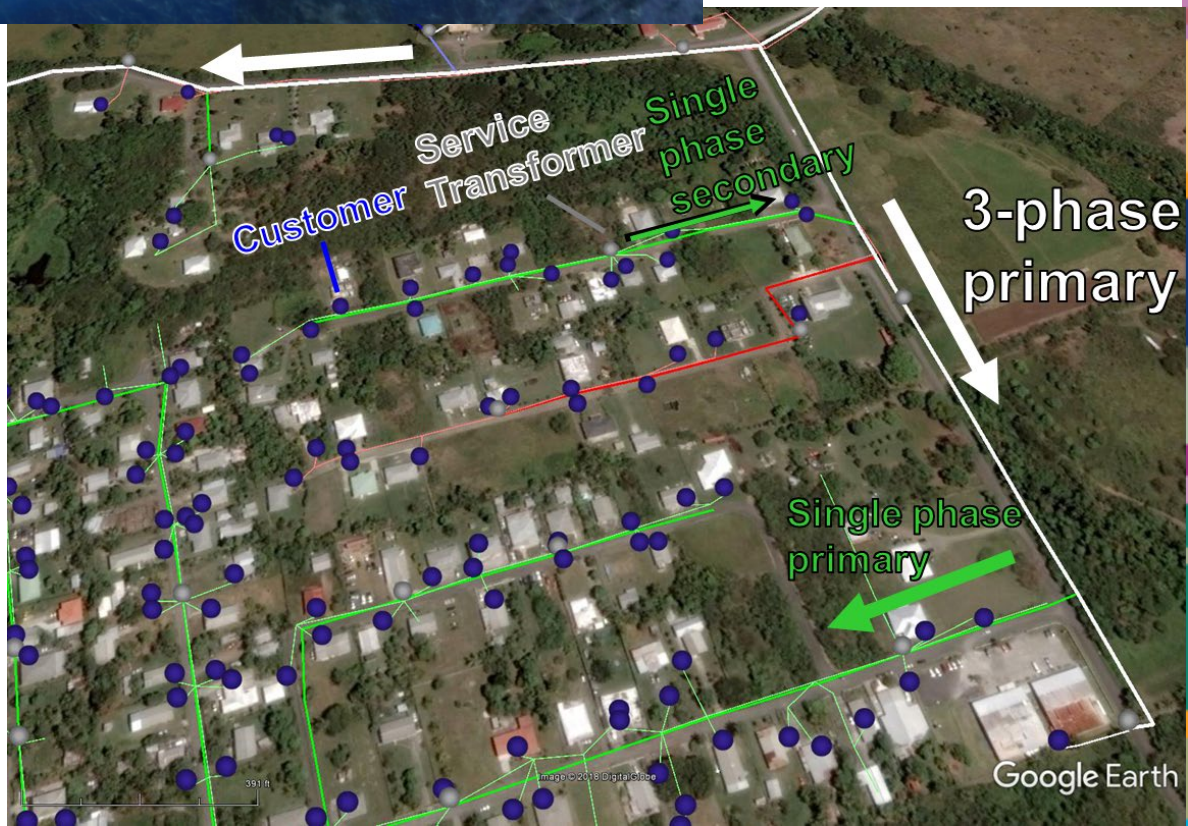 Service
Transformer
Single
phase
secondary
Customer
3-phase
primary
Single phase
primary
391 ft
Image © 2018 DigitalGlobe
Google Earth